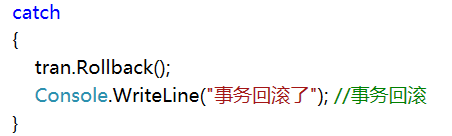 catch
{
tran.Rollback();
Console.WriteLine("事务回滚了"); //事务回滚
}